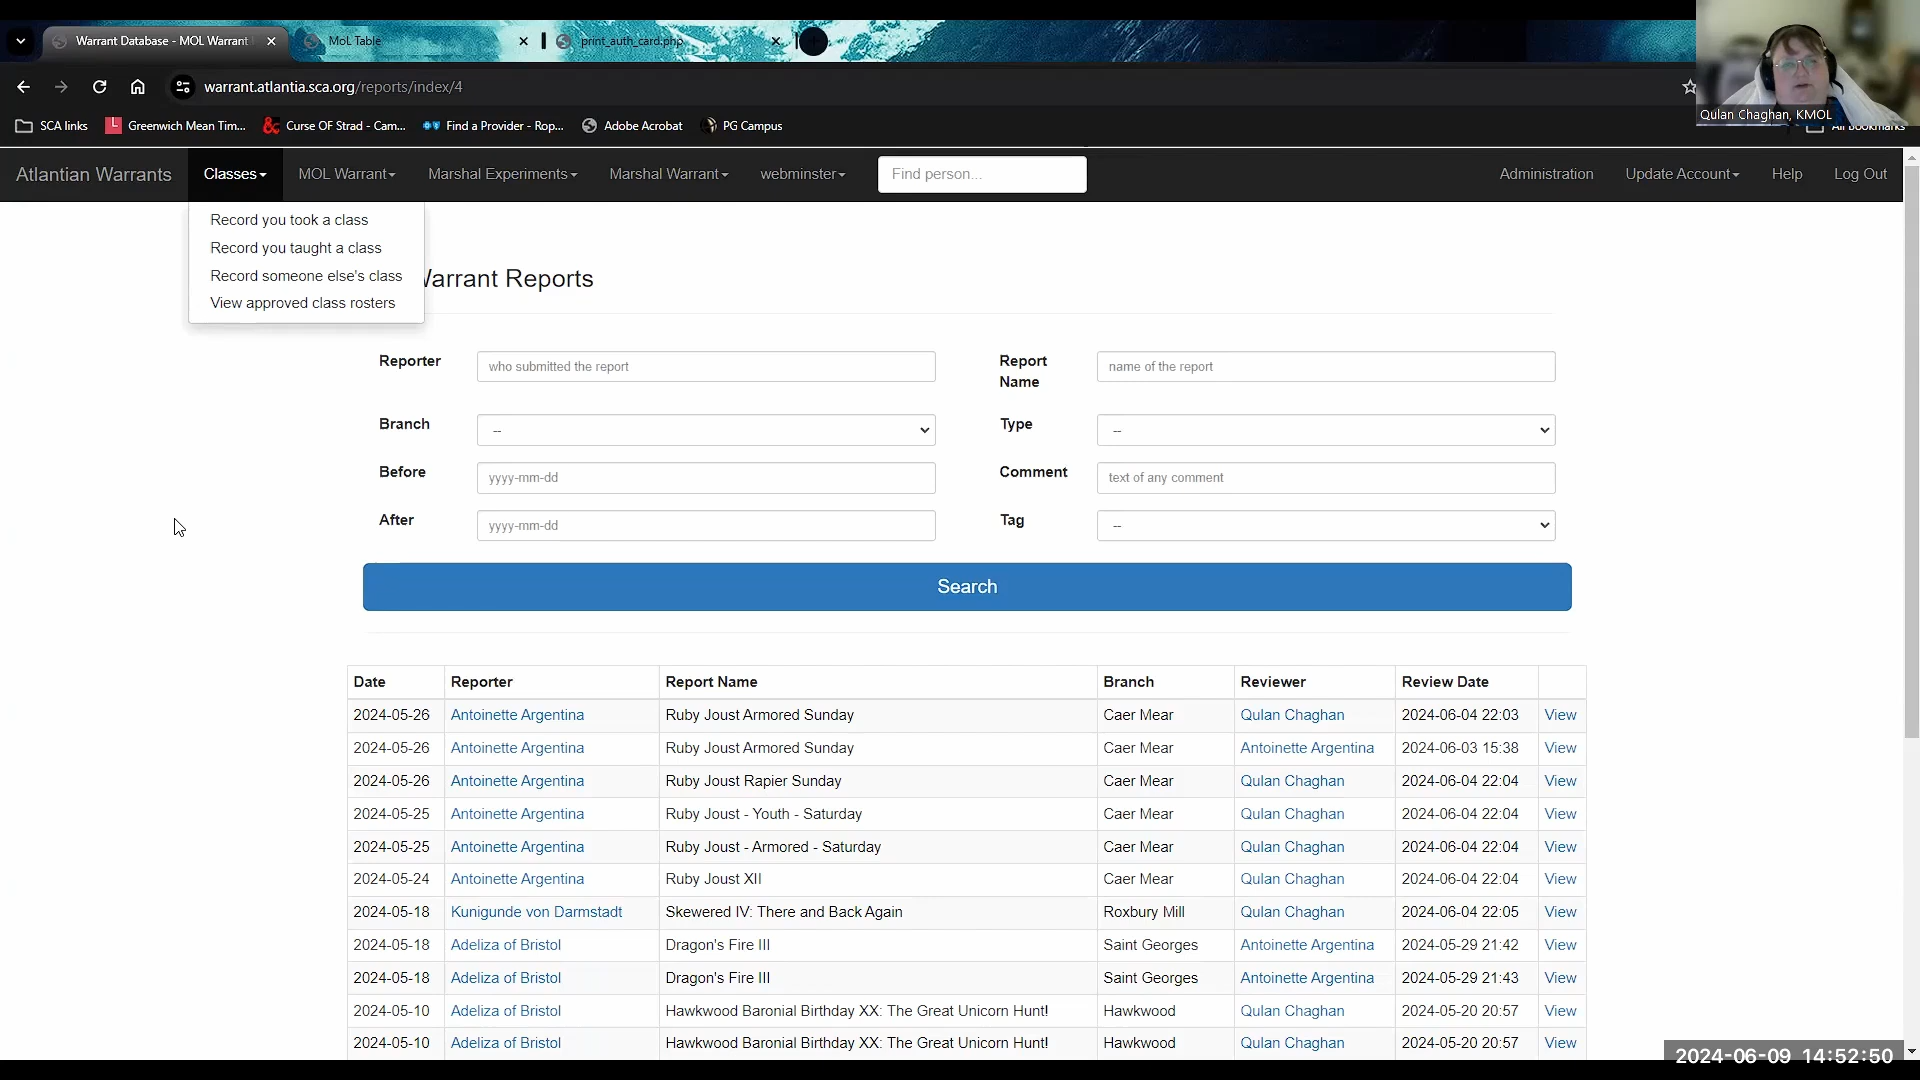 Warrant Database - MOL Warrant
MoL Table
print_auth_card.php
warrant.atlantia.sca.org/reports/index/4
Qulan Chaghan, KMOL
SCA links
Greenwich Mean Tim...
Curse OF Strad - Cam...
Find a Provider - Rop...
Adobe Acrobat
PG Campus
All Bookmarks
Atlantian Warrants
Classes
MOL Warrant
Marshal Experiments
Marshal Warrant
webminster
Find person...
Administration
Update Account
Help
Log Out
Record you took a class
Record you taught a class
Record someone else's class
View approved class rosters
Warrant Reports
Reporter
who submitted the report
Report
Name
name of the report
Branch
--
Type
--
Before
yyyy-mm-dd
Comment
text of any comment
After
yyyy-mm-dd
Tag
--
Search
Date Reporter Report Name Branch Reviewer Review Date
2024-05-26 Antoinette Argentina Ruby Joust Armored Sunday Caer Mear Qulan Chaghan 2024-06-04 22:03 View
2024-05-26 Antoinette Argentina Ruby Joust Armored Sunday Caer Mear Antoinette Argentina 2024-06-03 15:38 View
2024-05-26 Antoinette Argentina Ruby Joust Rapier Sunday Caer Mear Qulan Chaghan 2024-06-04 22:04 View
2024-05-25 Antoinette Argentina Ruby Joust - Youth - Saturday Caer Mear Qulan Chaghan 2024-06-04 22:04 View
2024-05-25 Antoinette Argentina Ruby Joust - Armored - Saturday Caer Mear Qulan Chaghan 2024-06-04 22:04 View
2024-05-24 Antoinette Argentina Ruby Joust XII Caer Mear Qulan Chaghan 2024-06-04 22:04 View
2024-05-18 Kunigunde von Darmstadt Skewered IV: There and Back Again Roxbury Mill Qulan Chaghan 2024-06-04 22:05 View
2024-05-18 Adeliza of Bristol Dragon's Fire III Saint Georges Antoinette Argentina 2024-05-29 21:42 View
2024-05-18 Adeliza of Bristol Dragon's Fire III Saint Georges Antoinette Argentina 2024-05-29 21:43 View
2024-05-10 Adeliza of Bristol Hawkwood Baronial Birthday XX: The Great Unicorn Hunt! Hawkwood Qulan Chaghan 2024-05-20 20:57 View
2024-05-10 Adeliza of Bristol Hawkwood Baronial Birthday XX: The Great Unicorn Hunt! Hawkwood Qulan Chaghan 2024-05-20 20:57 View
2024-06-09 14:52:50